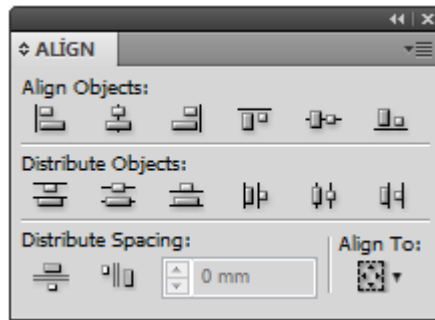 ALİGN
Align Objects:
Distribute Objects:
Distribute Spacing:
Align To:
0 mm